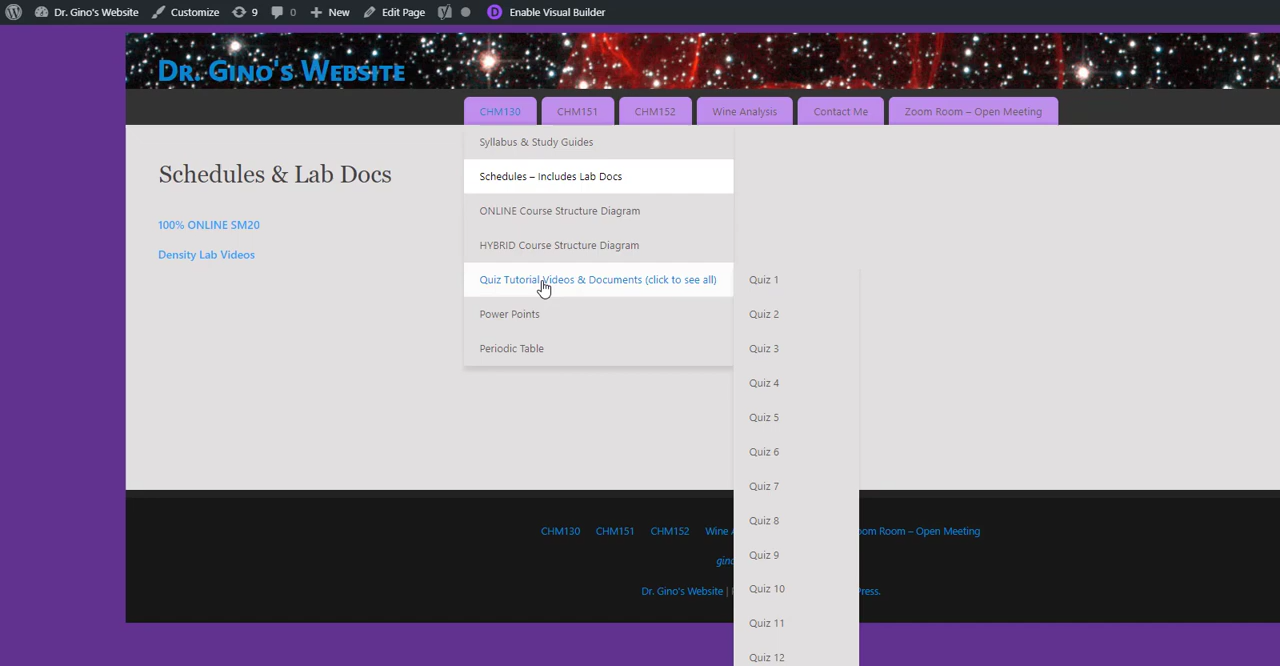 Dr. Gino's Website Customize 9 0 New Edit Page Enable Visual Builder
Dr. Gino's Website
CHM130 CHM151 CHM152 Wine Analysis Contact Me Zoom Room – Open Meeting
Syllabus & Study Guides
Schedules – Includes Lab Docs
ONLINE Course Structure Diagram
HYBRID Course Structure Diagram
Quiz Tutorial Videos & Documents (click to see all)
Power Points
Periodic Table
Schedules & Lab Docs
100% ONLINE SM20
Density Lab Videos
Quiz 1
Quiz 2
Quiz 3
Quiz 4
Quiz 5
Quiz 6
Quiz 7
Quiz 8
Quiz 9
Quiz 10
Quiz 11
Quiz 12
CHM130 CHM151 CHM152 Wine oom Room – Open Meeting
gino
Dr. Gino's Website | ress.